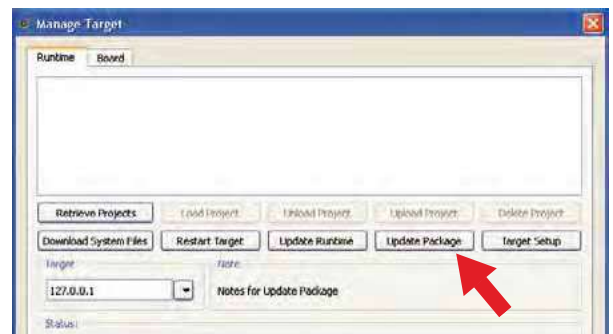 Manage Target
Runtime Board
Retrieve Projects Load Project Unload Project Upload Project Delete Project
Download System Files Restart Target Update Runtime Update Package Target Setup
Target Note
127.0.0.1 Notes for Update Package
Status: